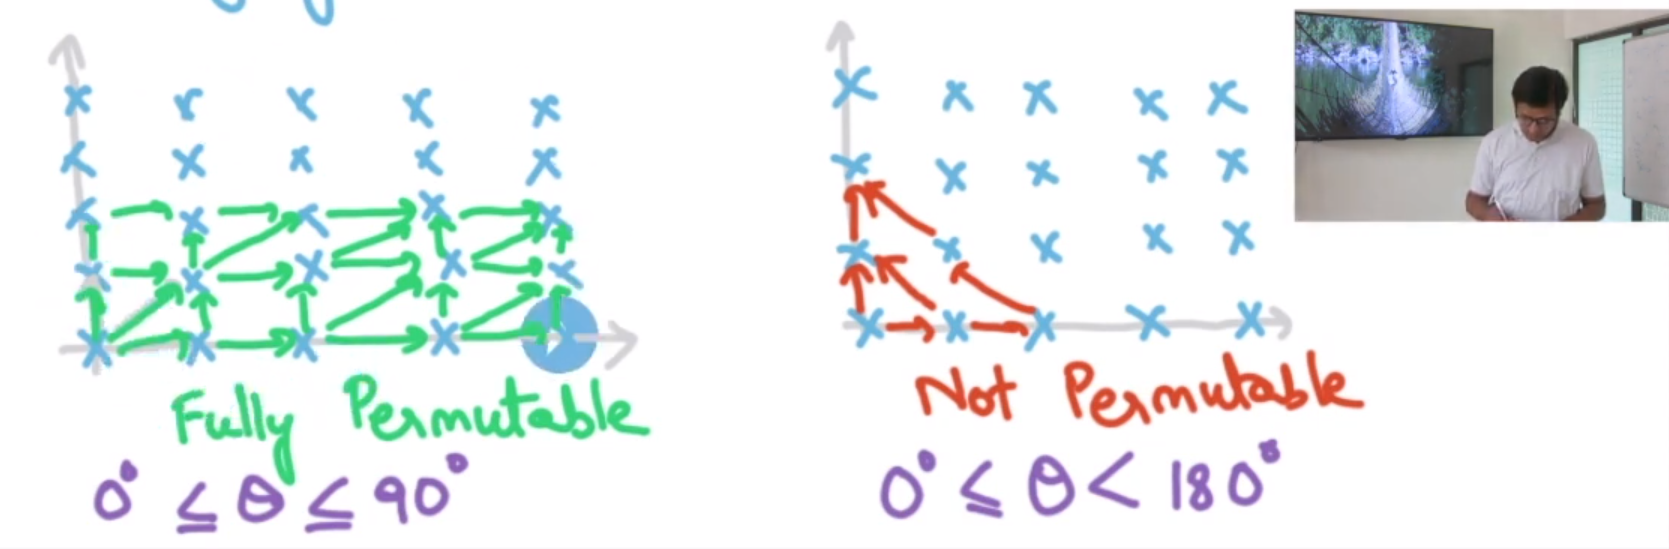 Fully Permutable
0° ≤ θ ≤ 90°
Not Permutable
0° ≤ θ < 180°